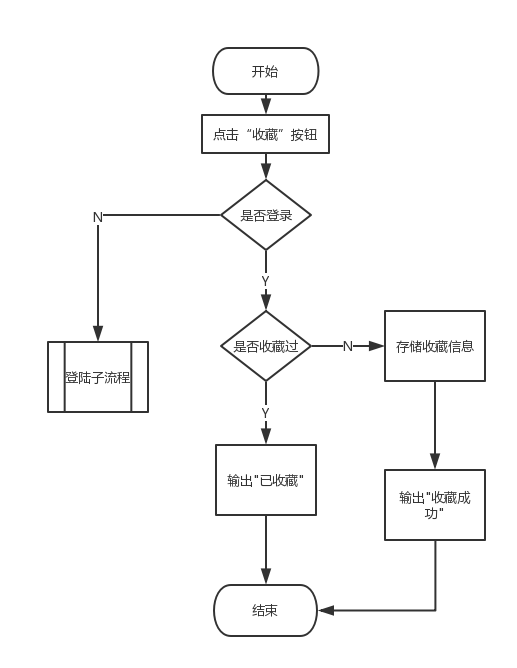 开始
点击“收藏”按钮
是否登录
N
Y
是否收藏过
N
存储收藏信息
登陆子流程
Y
输出"已收藏"
输出"收藏成
功"
结束